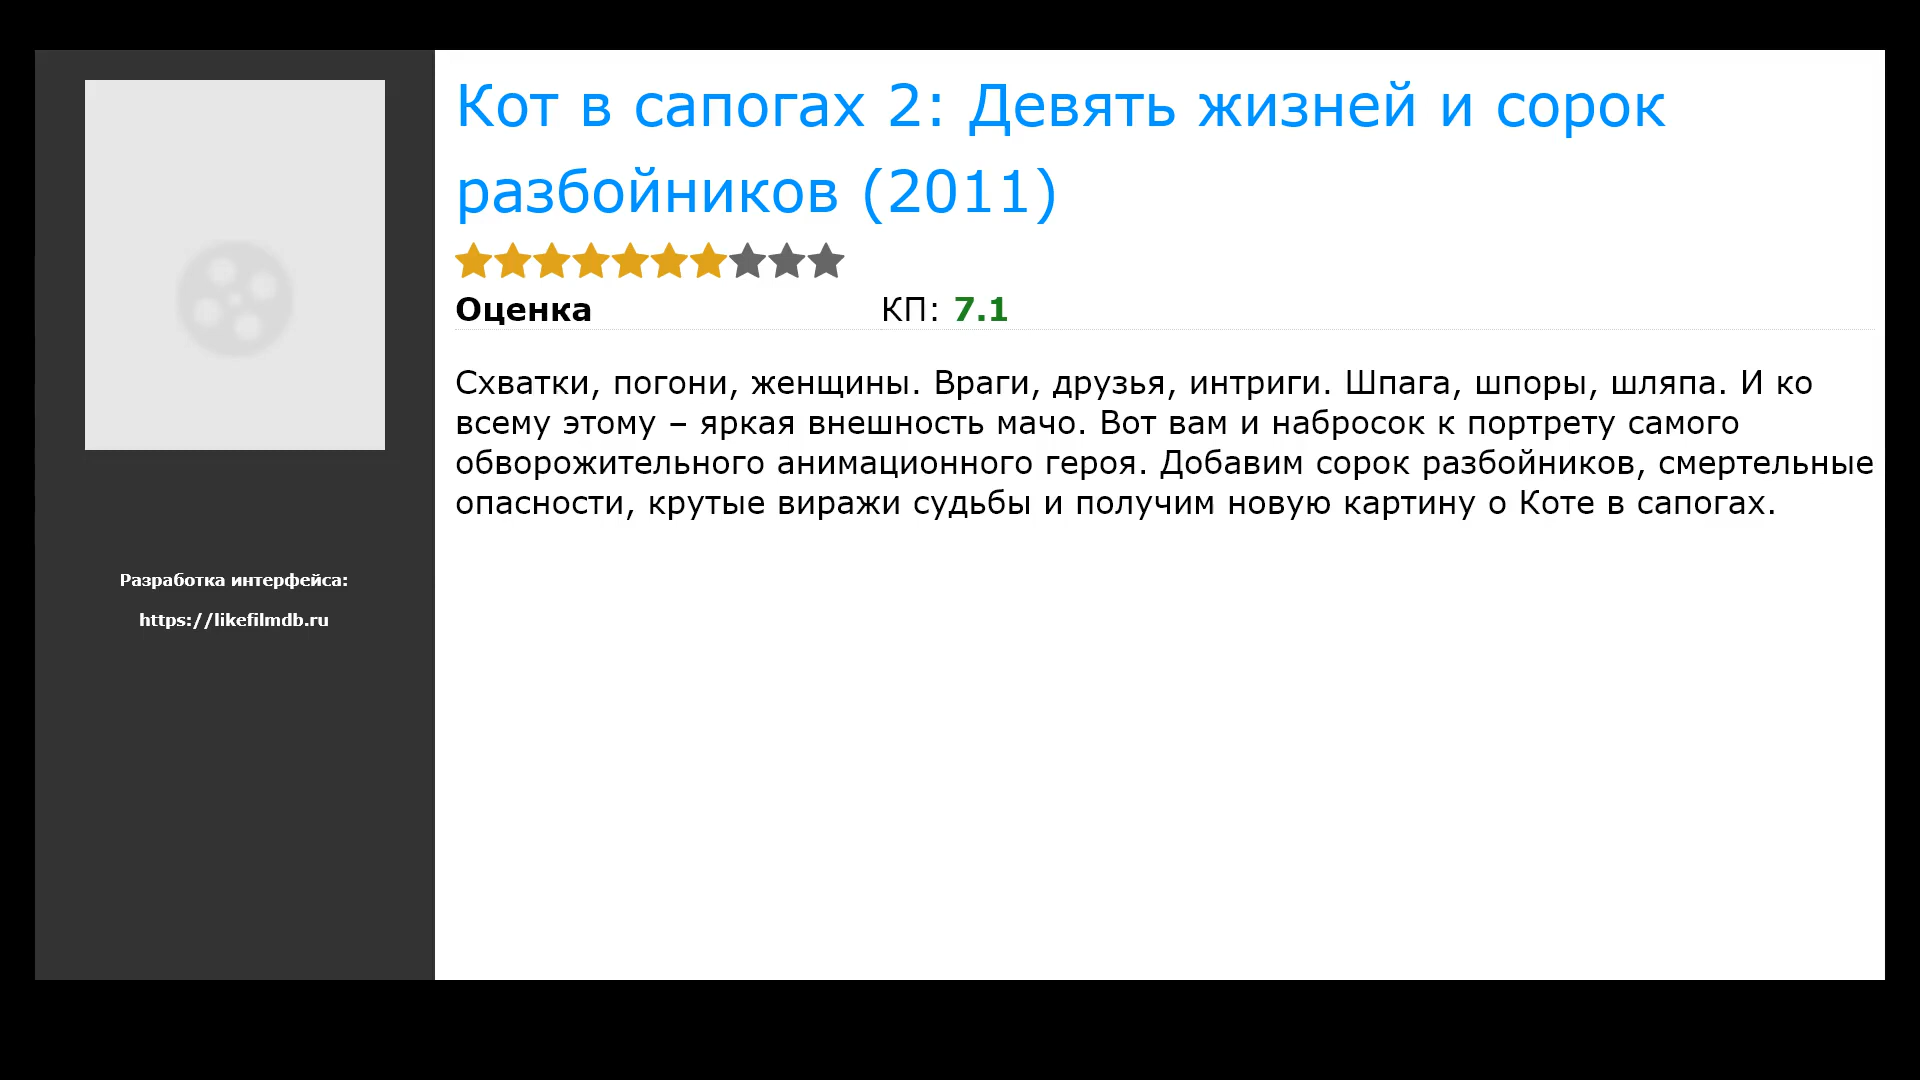 Кот в сапогах 2: Девять жизней и сорок
разбойников (2011)
Оценка КП: 7.1
Схватки, погони, женщины. Враги, друзья, интриги. Шпага, шпоры, шляпа. И ко
всему этому – яркая внешность мачо. Вот вам и набросок к портрету самого
обворожительного анимационного героя. Добавим сорок разбойников, смертельные
опасности, крутые виражи судьбы и получим новую картину о Коте в сапогах.
Разработка интерфейса:
https://likefilmdb.ru